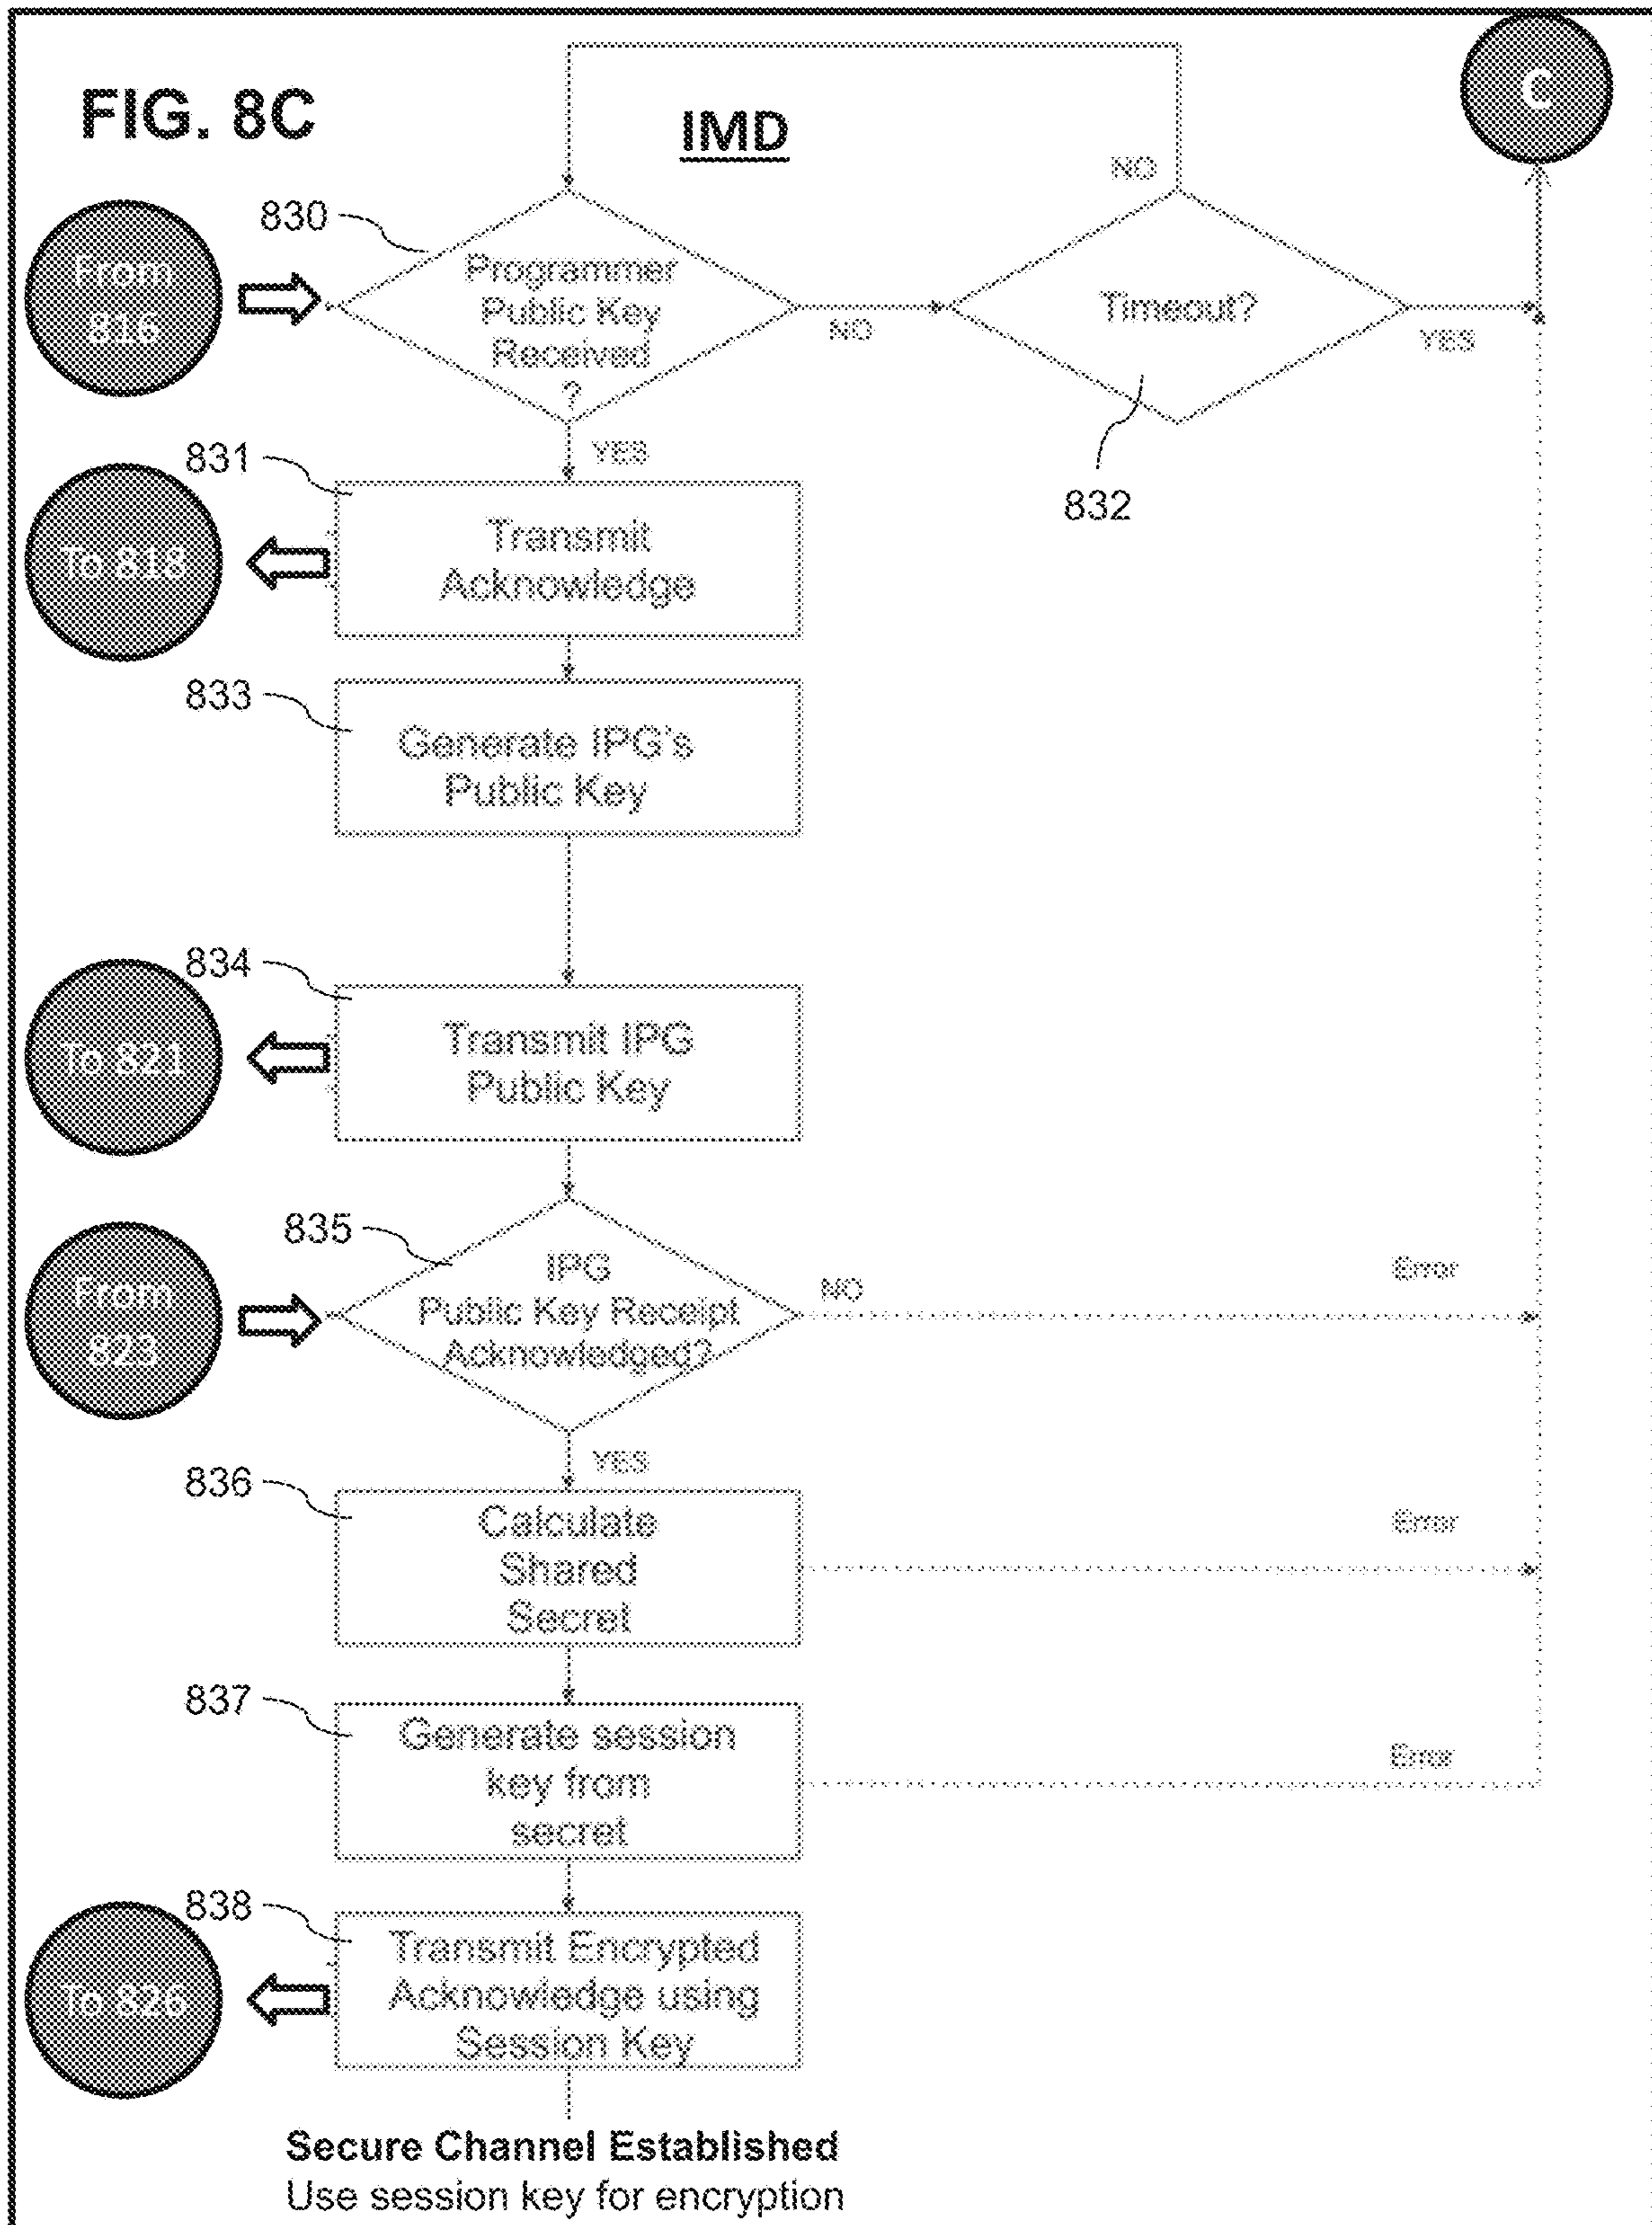 FIG. 8C
IMD
C
NO
830
From
816
Programmer
Public Key
Received
?
NO
Timeout?
YES
832
YES
831
To 818
Transmit
Acknowledge
833
Generate IPG's
Public Key
834
To 821
Transmit IPG
Public Key
835
From
823
IPG
Public Key Receipt
Acknowledged?
NO
Error
YES
836
Calculate
Shared
Secret
Error
837
Generate session
key from
secret
Error
838
To 826
Transmit Encrypted
Acknowledge using
Session Key
Secure Channel Established
Use session key for encryption